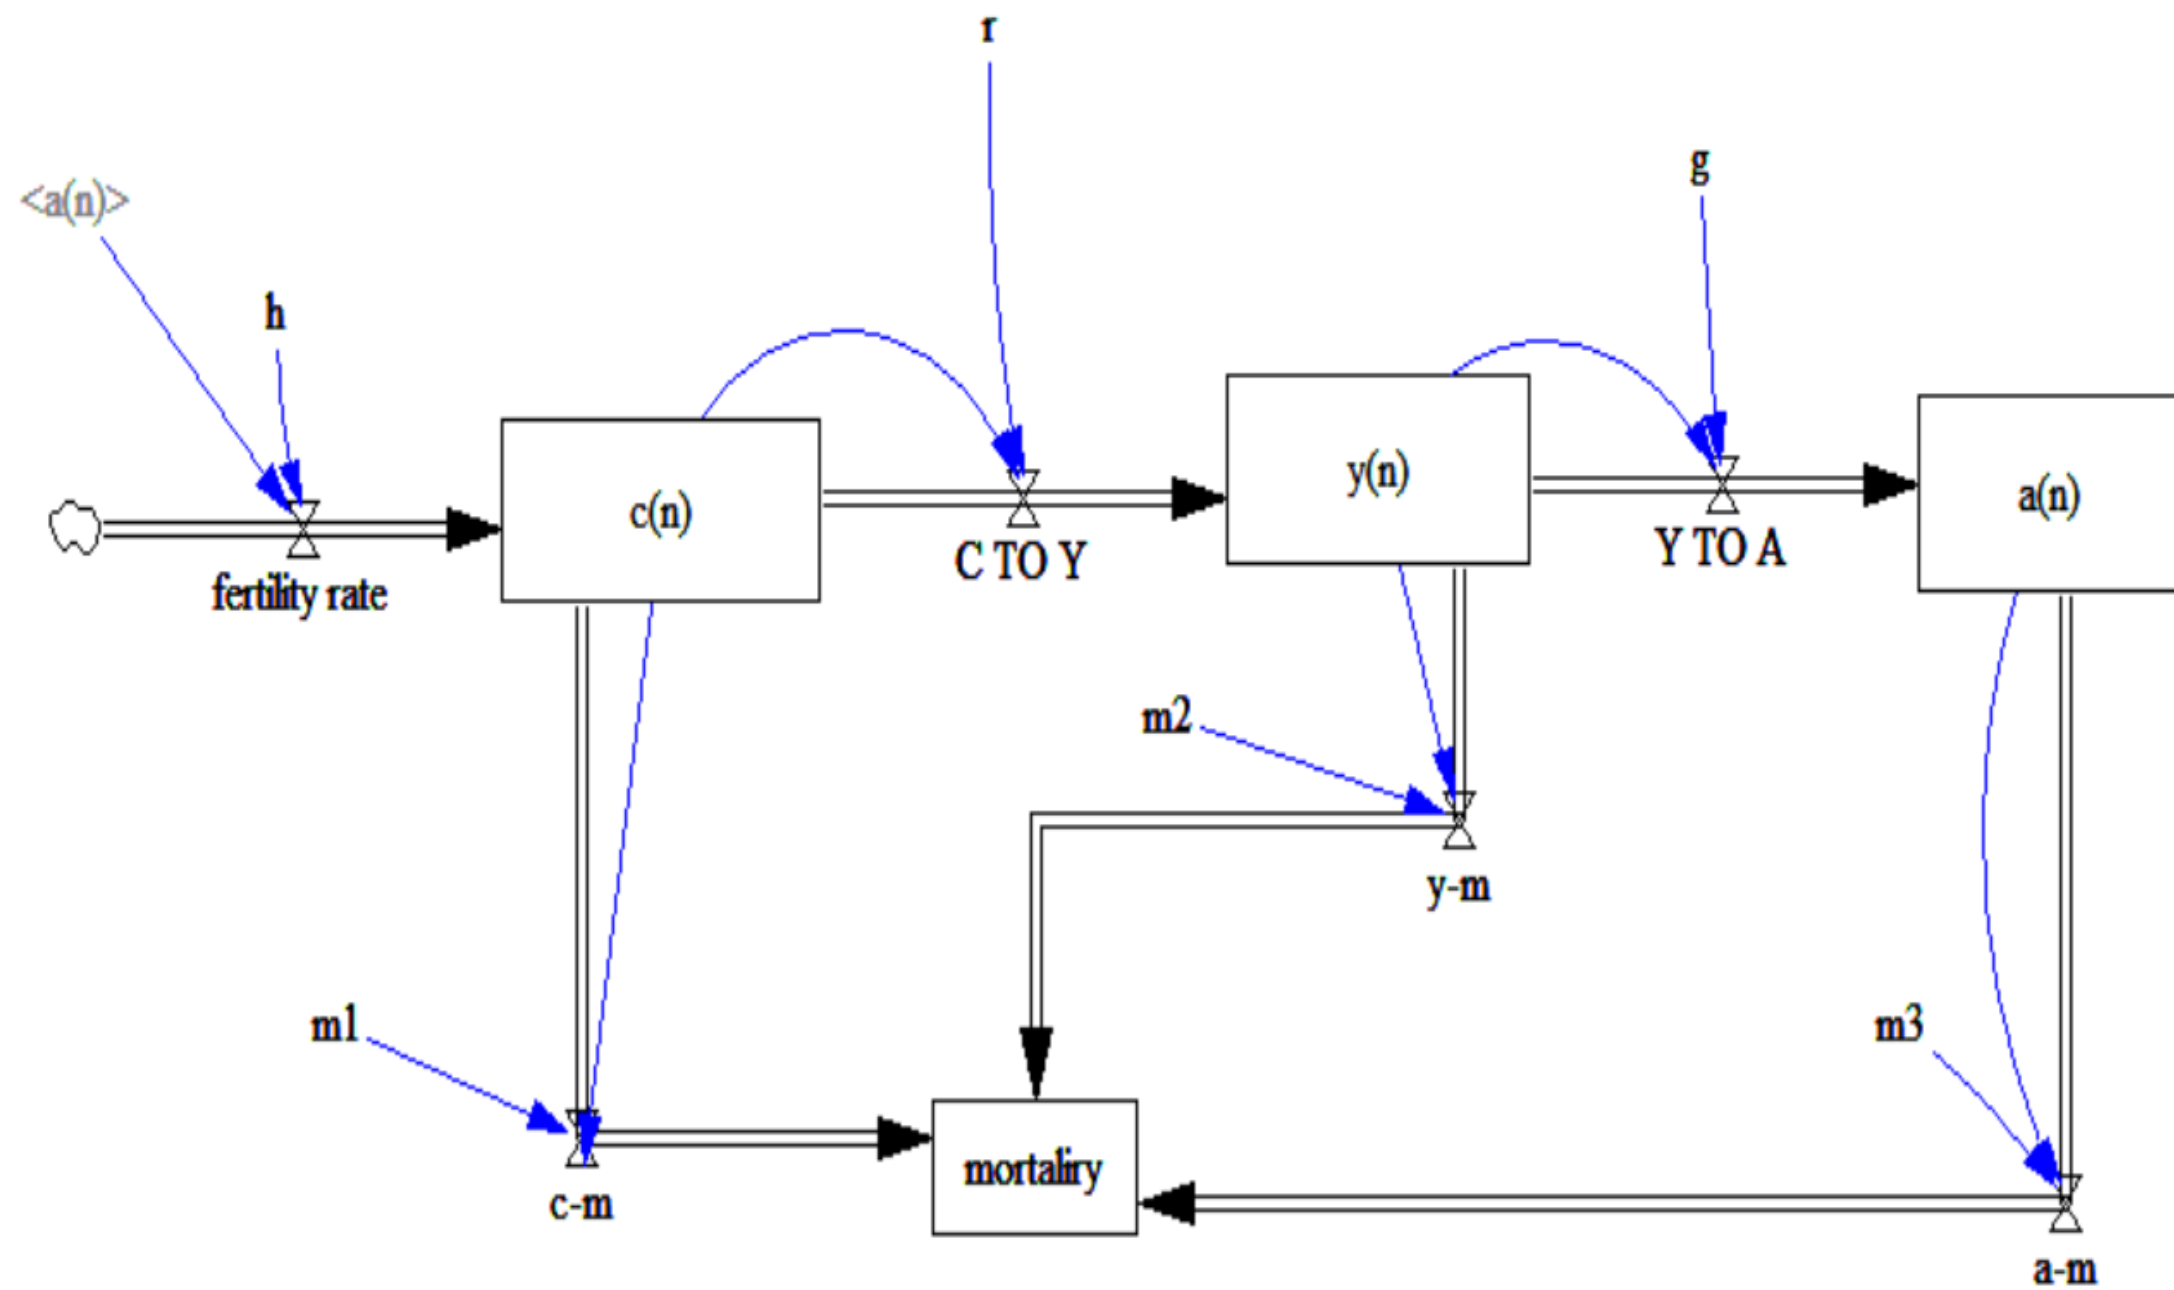 r
g
<a(n)>
h
c(n)
y(n)
a(n)
C TO Y
Y TO A
fertility rate
m2
y-m
m1
m3
mortaliry
c-m
a-m